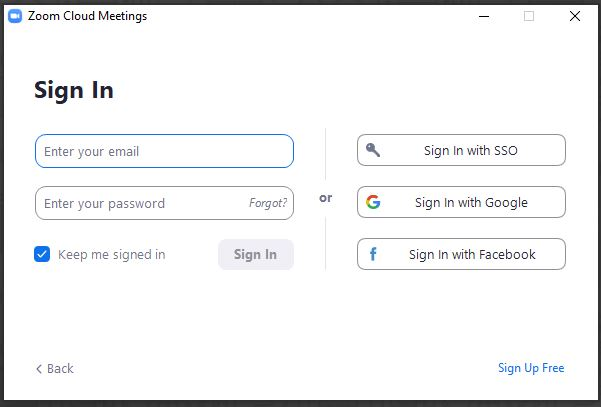 Zoom Cloud Meetings
Sign In
Enter your email
Enter your password Forgot?
Keep me signed in Sign In
or
Sign In with SSO
Sign In with Google
Sign In with Facebook
Back
Sign Up Free